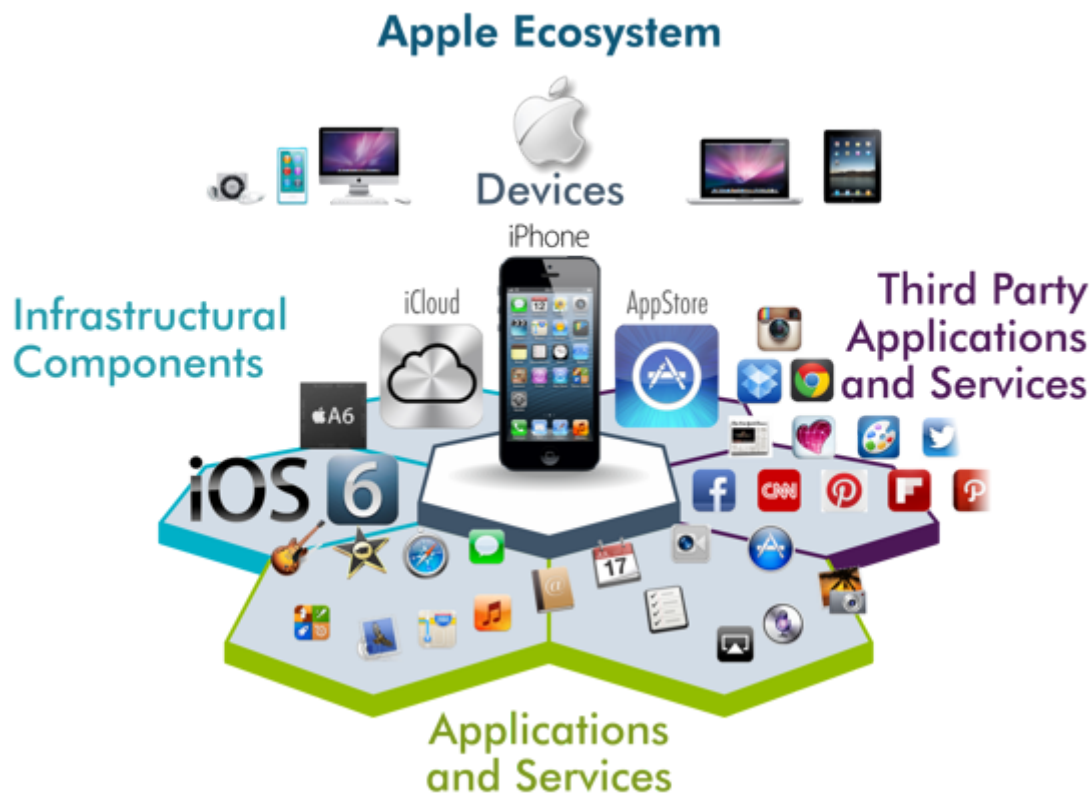 Apple Ecosystem
Devices
iPhone
iCloud
AppStore
Infrastructural
Components
Third Party
Applications
and Services
A6
iOS 6
CNN
17
Applications
and Services